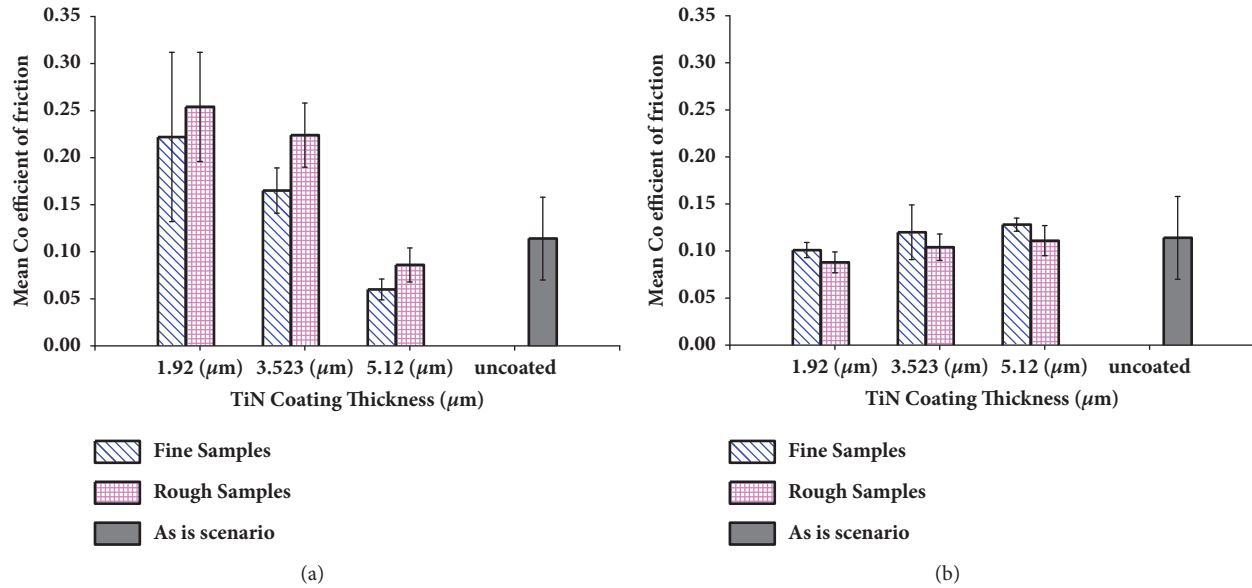 Mean Co efficient of friction
0.35
0.30
0.25
0.20
0.15
0.10
0.05
0.00
1.92 (μm) 3.523 (μm) 5.12 (μm) uncoated
TiN Coating Thickness (μm)
Fine Samples
Rough Samples
As is scenario
(a)
Mean Co efficient of friction
0.35
0.30
0.25
0.20
0.15
0.10
0.05
0.00
1.92 (μm) 3.523 (μm) 5.12 (μm) uncoated
TiN Coating Thickness (μm)
Fine Samples
Rough Samples
As is scenario
(b)